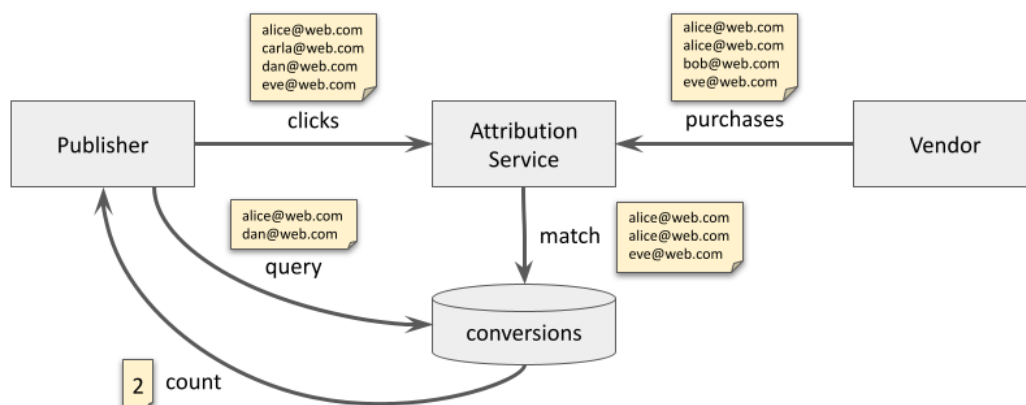 alice@web.com
carla@web.com
dan@web.com
eve@web.com
clicks
alice@web.com
alice@web.com
bob@web.com
eve@web.com
purchases
Publisher
Attribution
Service
Vendor
alice@web.com
dan@web.com
query
match
alice@web.com
alice@web.com
eve@web.com
conversions
2
count